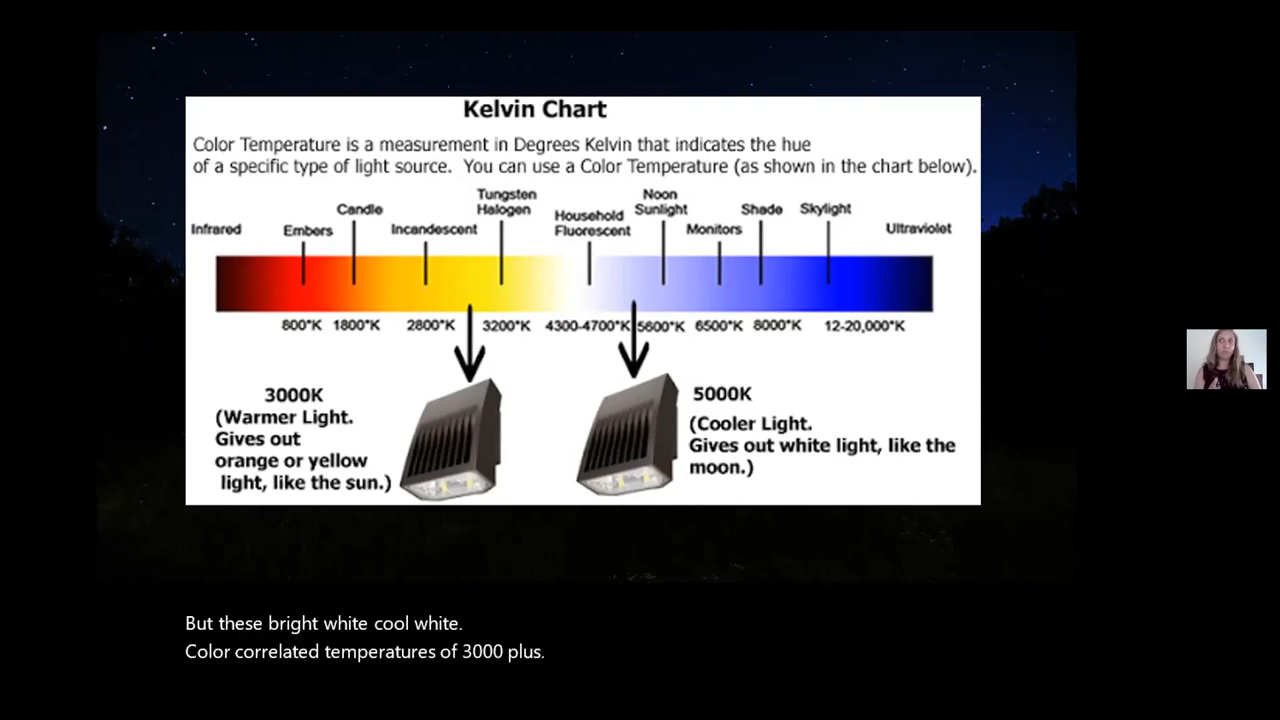 Kelvin Chart
Color Temperature is a measurement in Degrees Kelvin that indicates the hue
of a specific type of light source. You can use a Color Temperature (as shown in the chart below).
Infrared
Embers
Candle
Incandescent
Tungsten
Halogen
Household
Fluorescent
Noon
Sunlight
Monitors
Shade
Skylight
Ultraviolet
800°K 1800°K 2800°K 3200°K 4300-4700°K 5600°K 6500°K 8000°K 12-20,000°K
3000K
(Warmer Light.
Gives out
orange or yellow
light, like the sun.)
5000K
(Cooler Light.
Gives out white light, like the
moon.)
But these bright white cool white.
Color correlated temperatures of 3000 plus.